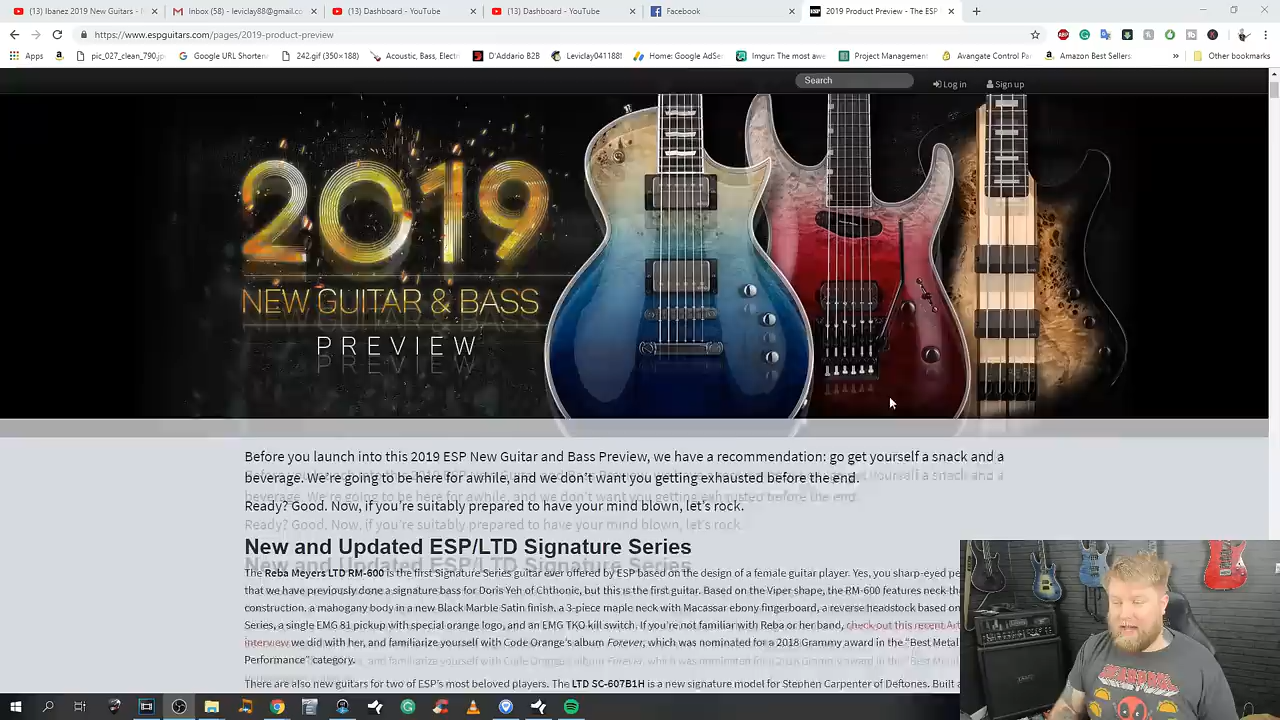 (13) Ibanez 2019 New Guitars -
Inbox (58) - leviclay88@gmail.co
(13) Dashboard - YouTube
(13) Dashboard - YouTube
Facebook
2019 Product Preview - The ESP
https://www.espguitars.com/pages/2019-product-preview
Apps
pic_027_clean_790.jp
Google URL Shortene
242.gif (350×188)
Acoustic, Bass, Electr
D'Addario B2B
Leviclay0411881
Home: Google AdSe
Imgur: The most awe
Project Management
Avangate Control Pa
Amazon Best Sellers
Other bookmarks
Search
Log in
Sign up
2019
NEW GUITAR & BASS
PREVIEW
Before you launch into this 2019 ESP New Guitar and Bass Preview, we have a recommendation: go get yourself a snack and a
beverage. We're going to be here for awhile, and we don't want you getting exhausted before the end.
Ready? Good. Now, if you're suitably prepared to have your mind blown, let's rock.
New and Updated ESP/LTD Signature Series
The Reba Meyers LTD RM-600 is the first Signature Series guitar ever offered by ESP based on the design of a female guitar player. Yes, you sharp-eyed pe
that we have previously done a signature bass for Doris Yeh of Chthonic, but this is the first guitar. Based on the Viper shape, the RM-600 features neck-th
construction, a mahogany body in a new Black Marble Satin finish, a 3-piece maple neck with Macassar ebony fingerboard, a reverse headstock based on
Series, a single EMG 81 pickup with special orange logo, and an EMG TKO kill switch. If you're not familiar with Reba or her band, check out this recent Art
interview we with her, and familiarize yourself with Code Orange's album Forever, which was nominated for a 2018 Grammy award in the "Best Metal
Performance" category.
There are also new guitars for two of ESP's most beloved players. The LTD SC-607B1H is a new signature model for Stephen Carpenter of Deftones. Built a